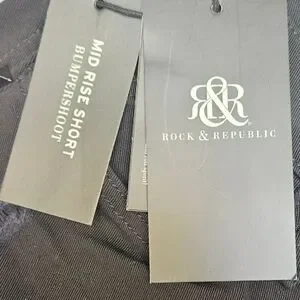 MID RISE SHORT
BUMPERSHOOT
R&R
ROCK & REPUBLIC